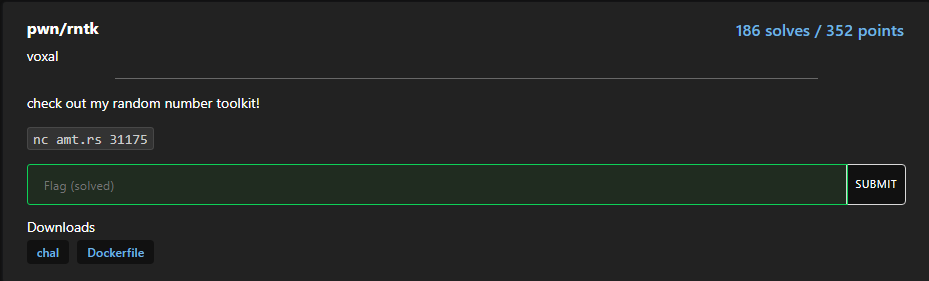 pwn/rntk
186 solves / 352 points
voxal
check out my random number toolkit!
nc amt.rs 31175
Flag (solved)
SUBMIT
Downloads
chal
Dockerfile